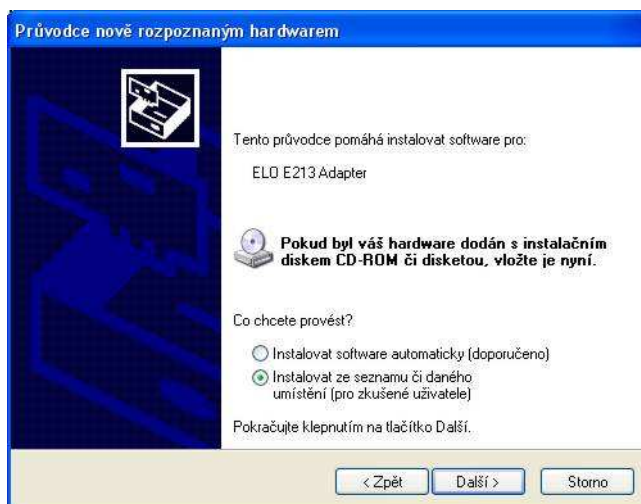 Průvodce nově rozpoznaným hardwarem
Tento průvodce pomáhá instalovat software pro:
ELO E213 Adapter
Pokud byl váš hardware dodán s instalačním
diskem CD-ROM či disketou, vložte je nyní.
Co chcete provést?
Instalovat software automaticky (doporučeno)
Instalovat ze seznamu či daného
umístění (pro zkušené uživatele)
Pokračujte klepnutím na tlačítko Další.
< Zpět
Další >
Storno